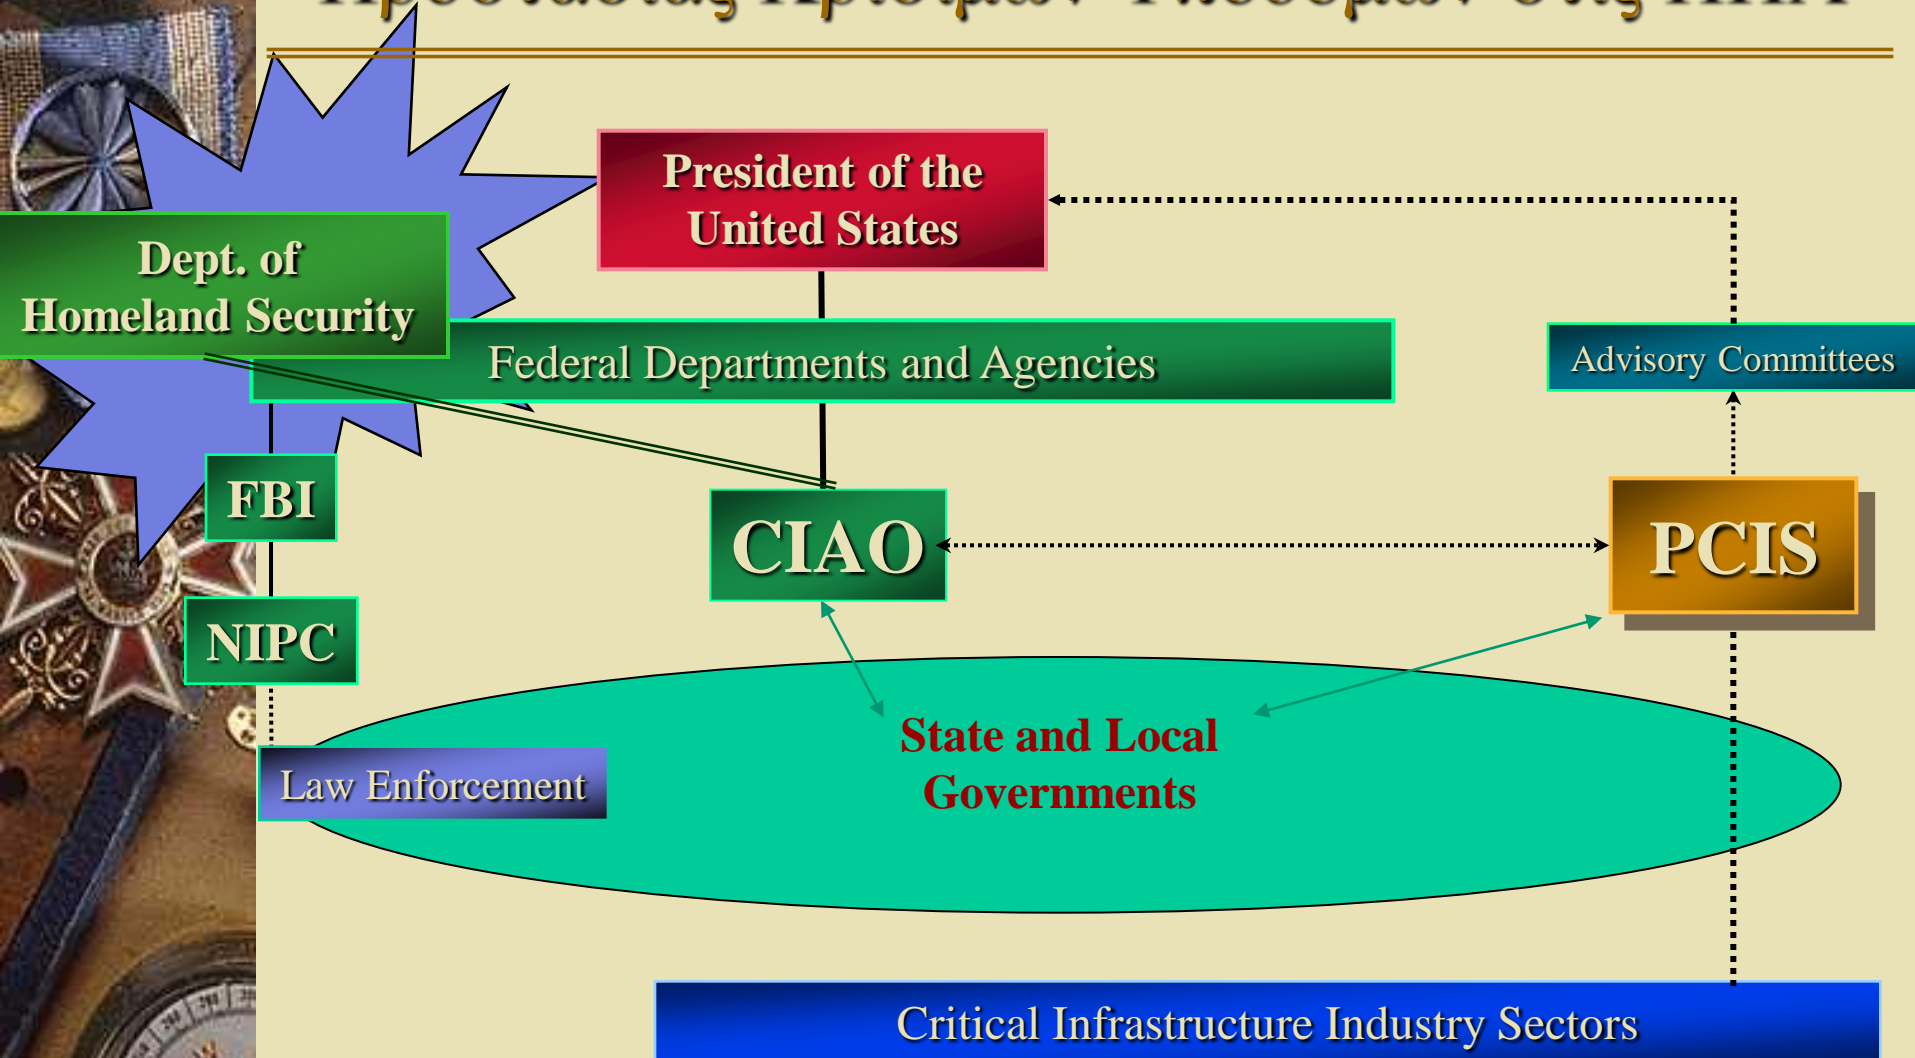 President of the
United States
Dept. of
Homeland Security
Federal Departments and Agencies
Advisory Committees
FBI
CIAO
PCIS
NIPC
State and Local
Governments
Law Enforcement
Critical Infrastructure Industry Sectors